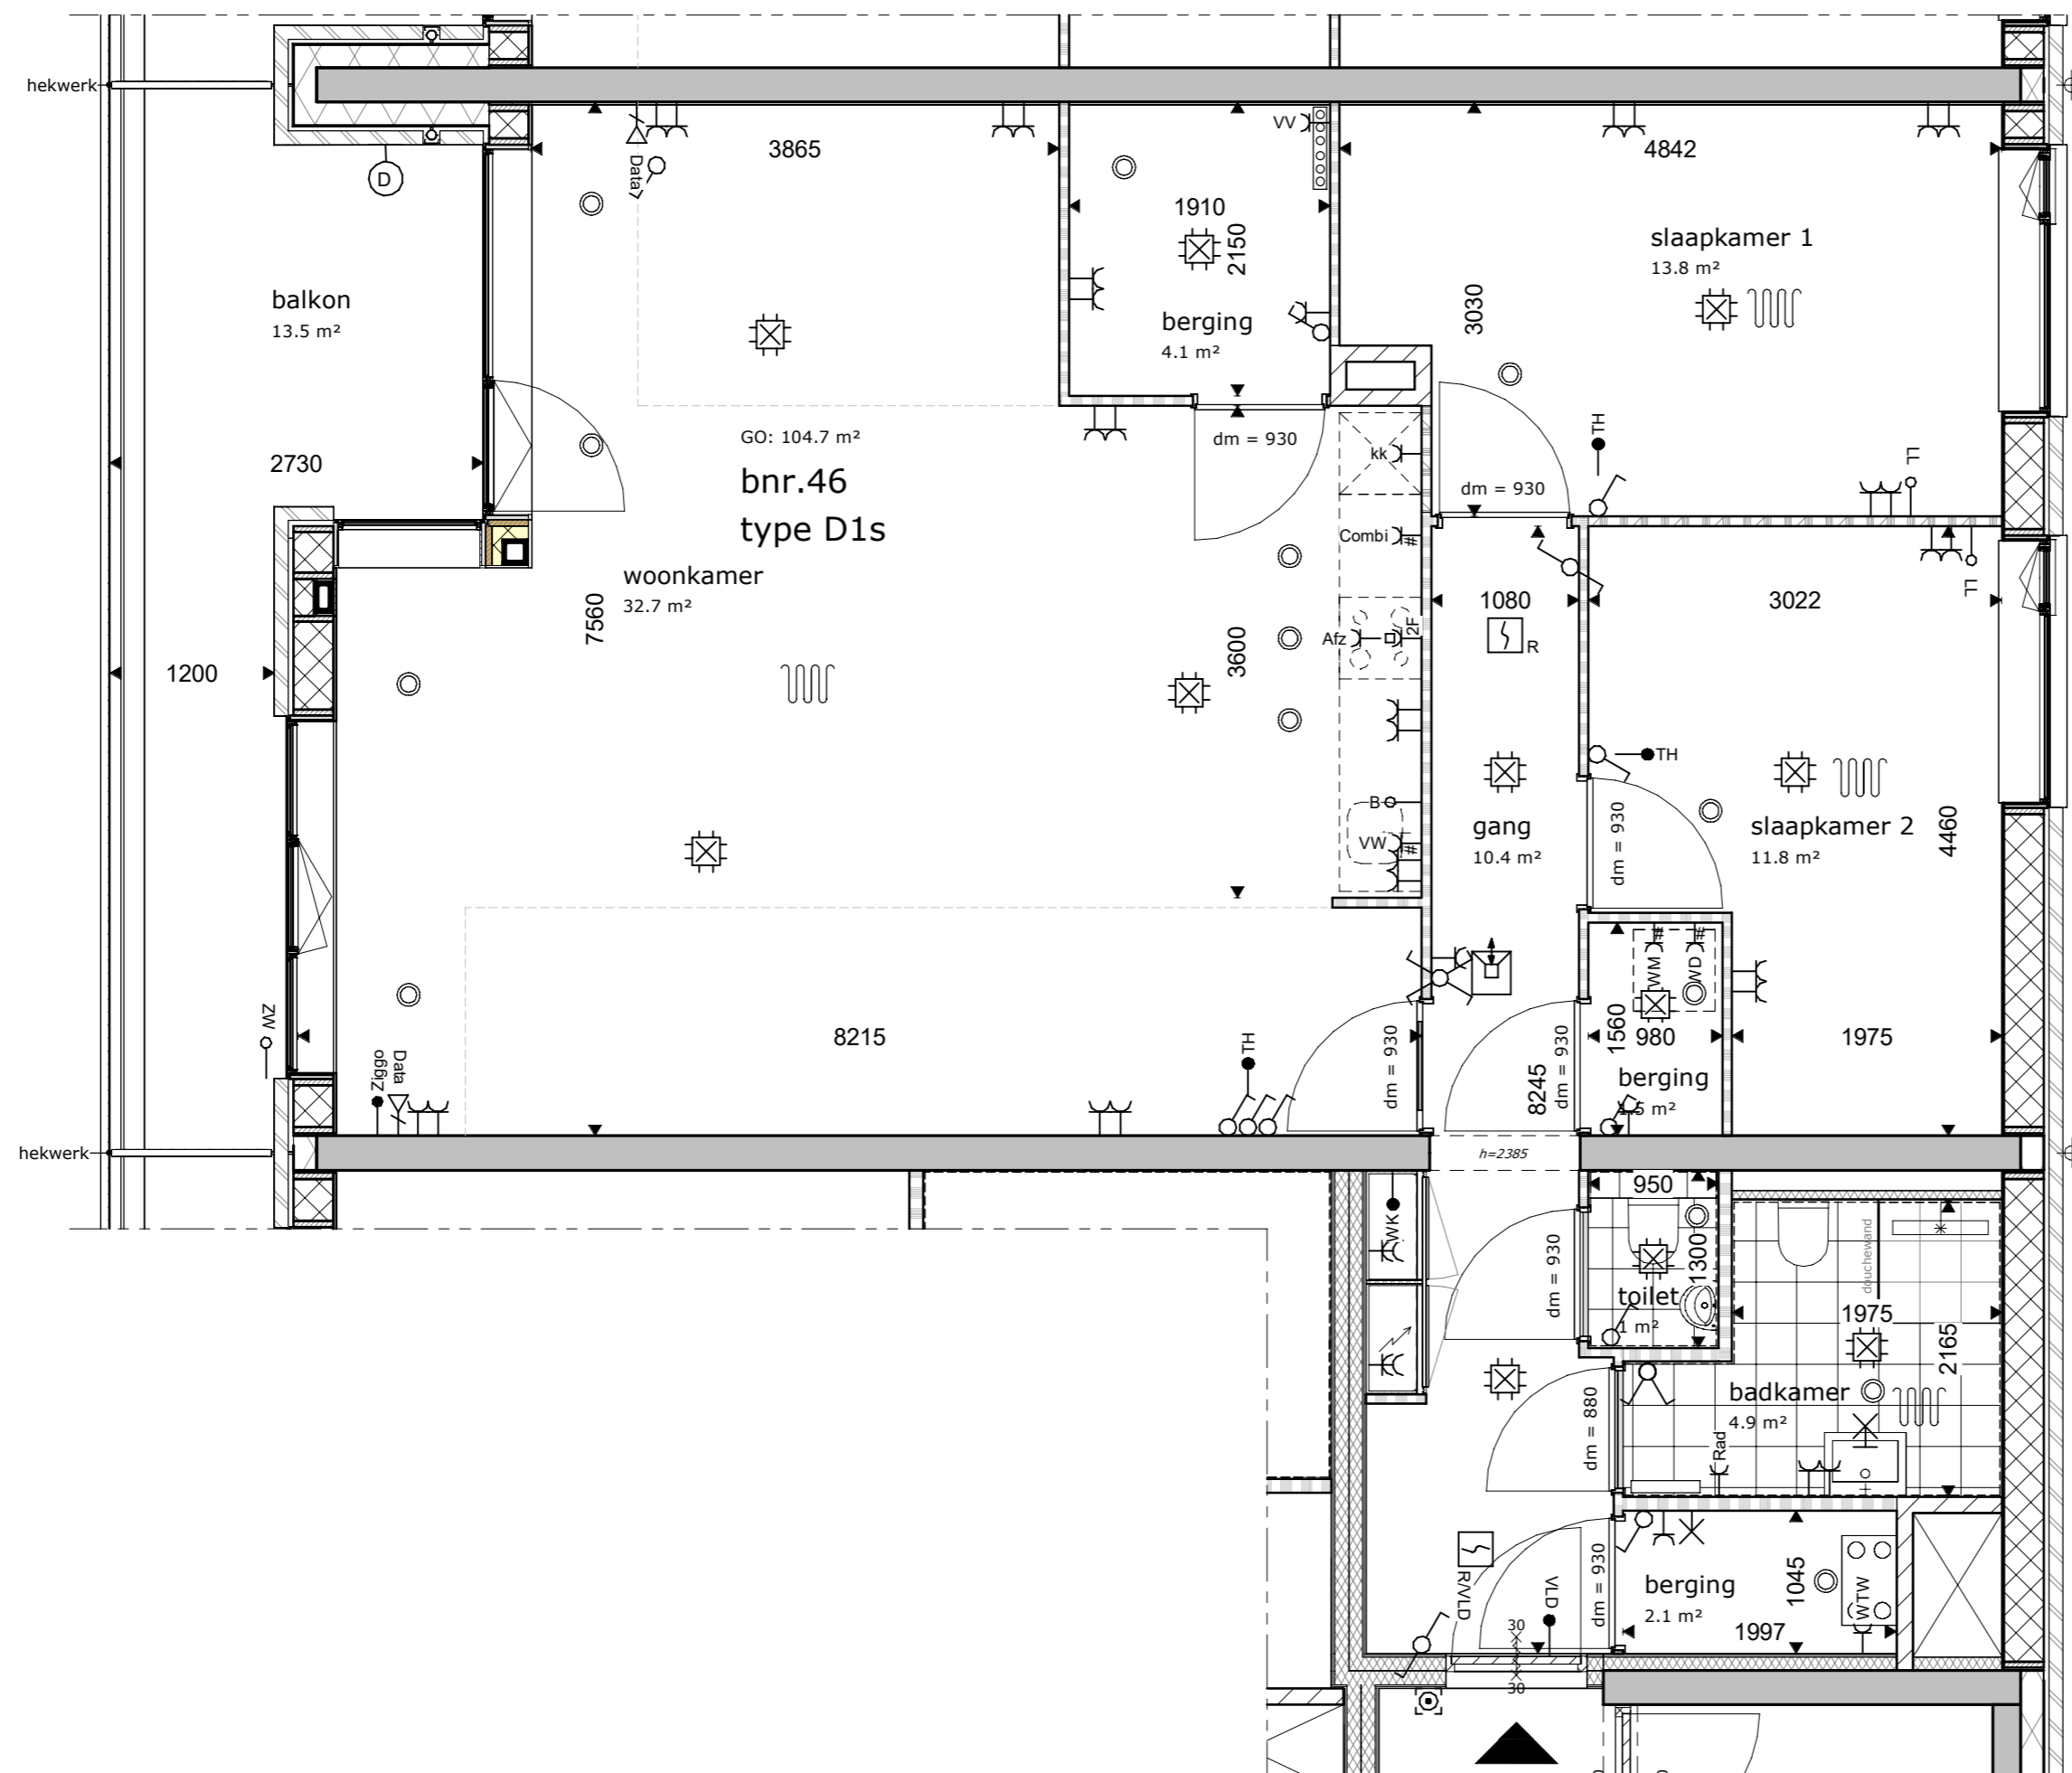 hekwerk
D
balkon
13.5 m²
2730
1200
3865
Data
VV
1910
2150
berging
4.1 m²
dm = 930
4842
slaapkamer 1
13.8 m²
3030
TH
dm = 930
LL
LL
GO: 104.7 m²
bnr.46
type D1s
woonkamer
32.7 m²
7560
3600
kk
Combi
Afz
2F
B
VW
1080
R
gang
10.4 m²
3022
TH
dm = 930
slaapkamer 2
11.8 m²
4460
ZW
Ziggo
Data
8215
TH
dm = 930
8245
dm = 930
WM
WD
1560
980
berging
m²
1975
hekwerk
h=2385
WK
dm = 930
950
1300
toilet
1 m²
douchewand
1975
2165
badkamer
4.9 m²
dm = 880
Rad
R/VLD
VLD
30
30
dm = 930
berging
2.1 m²
1045
1997
WTW